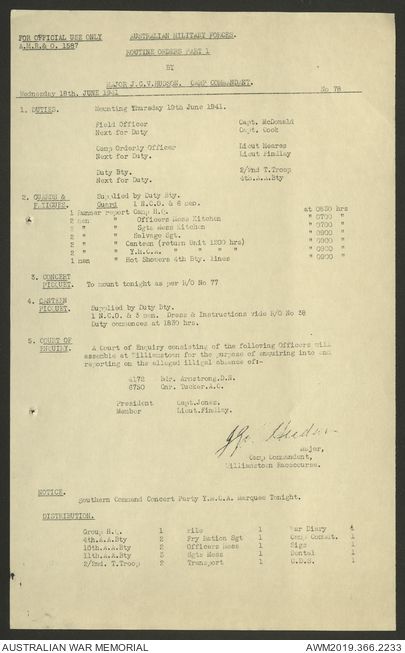 FOR OFFICIAL USE ONLY
A.M.R.& O. 1587
AUSTRALIAN MILITARY FORCES.
ROUTINE ORDERS PART 1
BY
MAJOR J.C.V.HUDSON. CAMP COMMANDANT.
Wednesday 18th. JUNE 1941 No 78
1. DUTIES. Mounting Thursday 19th June 1941.
Field Officer Capt. McDonald
Next for Duty Capt. Cock
Camp Orderly Officer Lieut Meares
Next for Duty. Lieut Findlay
Duty Bty. 2/2nd T.Troop
Next for Duty. 4th.A.A.Bty
2. GUARDS & FATIGUES. Supplied by Duty Bty.
Guard 1 N.C.O. & 6 men.
1 Runner report Camp H.Q. at 0830 hrs
2 men " Officers Mess Kitchen " 0700 "
2 " " Sgts Mess Kitchen " 0700 "
2 " " Salvage Sgt. " 0900 "
2 " " Canteen (return Unit 1200 hrs) " 0900 "
2 " " Y.M.C.A. " " " 0900 "
1 man " Hot Showers 4th Bty. lines " 0900 "
3. CONCERT PICQUET. To mount tonight as per R/O No 77
4. CANTEEN PICQUET. Supplied by Duty Bty.
1 N.C.O. & 3 men. Dress & Instructions vide R/O No 38
Duty commences at 1830 hrs.
5. COURT OF ENQUIRY. A Court of Enquiry consisting of the following Officers will
assemble at Williamstown for the purpose of enquiring into and
reporting on the alleged illegal absence of:-
4172 Bdr. Armstrong.D.N.
6750 Gnr. Tucker.A.C.
President Capt.Jones.
Member Lieut.Findlay.
Major,
Camp Commandant,
Williamstown Racecourse.
NOTICE.
Southern Command Concert Party Y.M.C.A. Marquee Tonight.
DISTRIBUTION.
Group H.Q. 1 File 1 War Diary 4
4th.A.A.Bty 2 Fry Ration Sgt 1 Camp Commdt. 1
10th.A.A.Bty 2 Officers Mess 1 Sigs 1
11th.A.A.Bty 2 Sgts Mess 1 Dental 1
2/2nd. T.Troop 2 Transport 1 C.D.S. 1
AUSTRALIAN WAR MEMORIAL AWM2019.366.2233